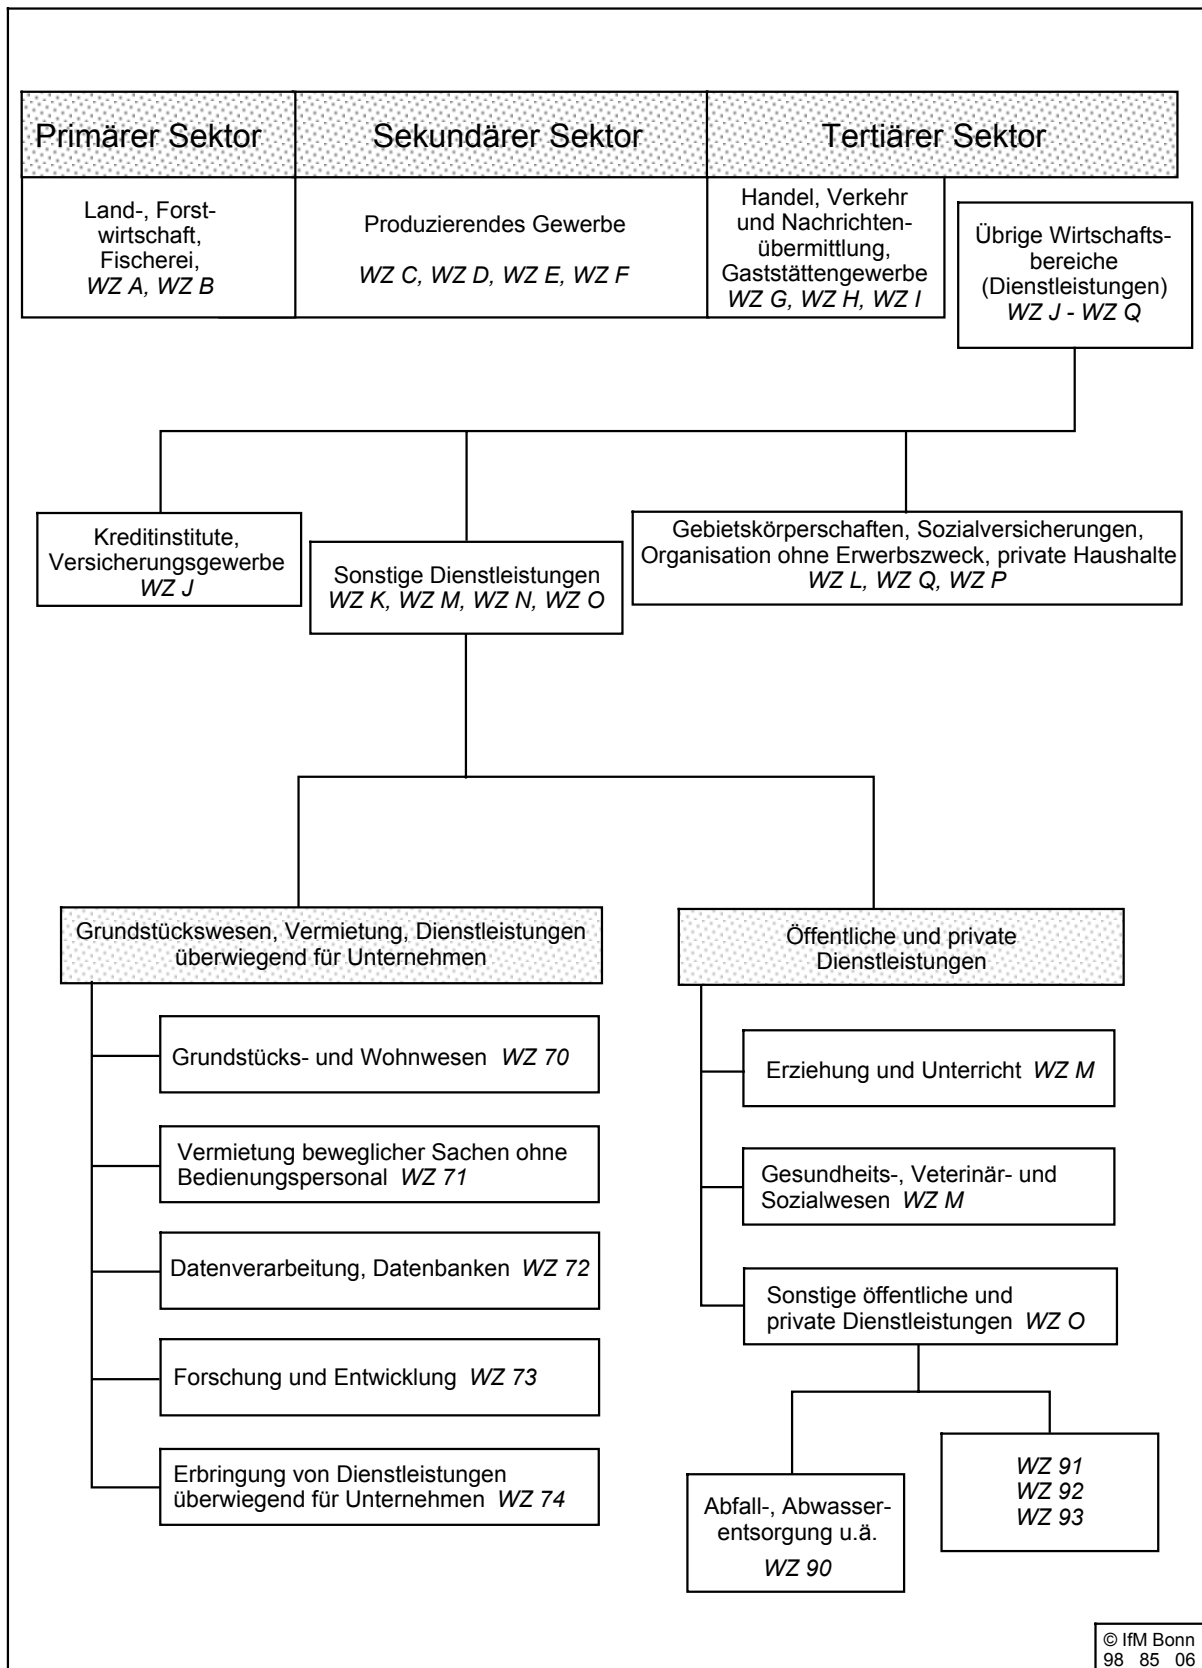 Primärer Sektor
Sekundärer Sektor
Tertiärer Sektor
Land-, Forst-
wirtschaft,
Fischerei,
WZ A, WZ B
Produzierendes Gewerbe
WZ C, WZ D, WZ E, WZ F
Handel, Verkehr
und Nachrichten-
übermittlung,
Gaststättengewerbe
WZ G, WZ H, WZ I
Übrige Wirtschafts-
bereiche
(Dienstleistungen)
WZ J - WZ Q
Kreditinstitute,
Versicherungsgewerbe
WZ J
Sonstige Dienstleistungen
WZ K, WZ M, WZ N, WZ O
Gebietskörperschaften, Sozialversicherungen,
Organisation ohne Erwerbszweck, private Haushalte
WZ L, WZ Q, WZ P
Grundstückswesen, Vermietung, Dienstleistungen
überwiegend für Unternehmen
Grundstücks- und Wohnwesen WZ 70
Vermietung beweglicher Sachen ohne
Bedienungspersonal WZ 71
Datenverarbeitung, Datenbanken WZ 72
Forschung und Entwicklung WZ 73
Erbringung von Dienstleistungen
überwiegend für Unternehmen WZ 74
Öffentliche und private
Dienstleistungen
Erziehung und Unterricht WZ M
Gesundheits-, Veterinär- und
Sozialwesen WZ M
Sonstige öffentliche und
private Dienstleistungen WZ O
Abfall-, Abwasser-
entsorgung u.ä.
WZ 90
WZ 91
WZ 92
WZ 93
© IfM Bonn
98 85 06